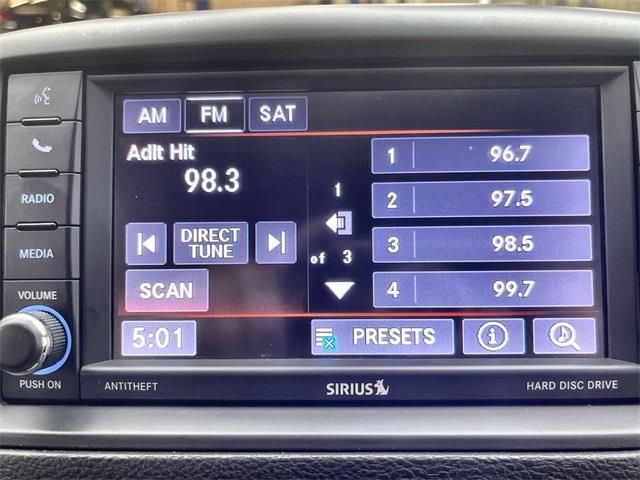 AM FM SAT
Adlt Hit
98.3
DIRECT
TUNE
SCAN
5:01
1
of 3
1 96.7
2 97.5
3 98.5
4 99.7
PRESETS
RADIO
MEDIA
VOLUME
PUSH ON
ANTITHEFT
SIRIUS
HARD DISC DRIVE